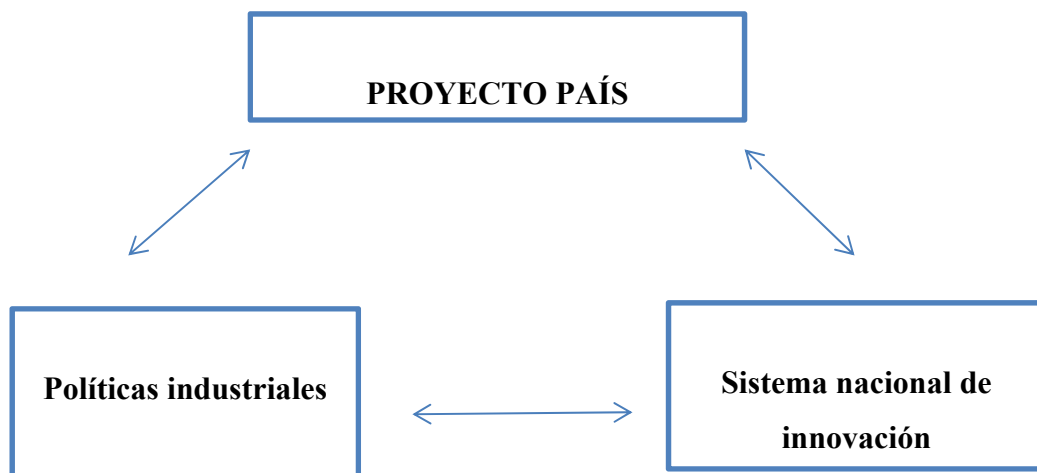 PROYECTO PAÍS
Políticas industriales
Sistema nacional de
innovación